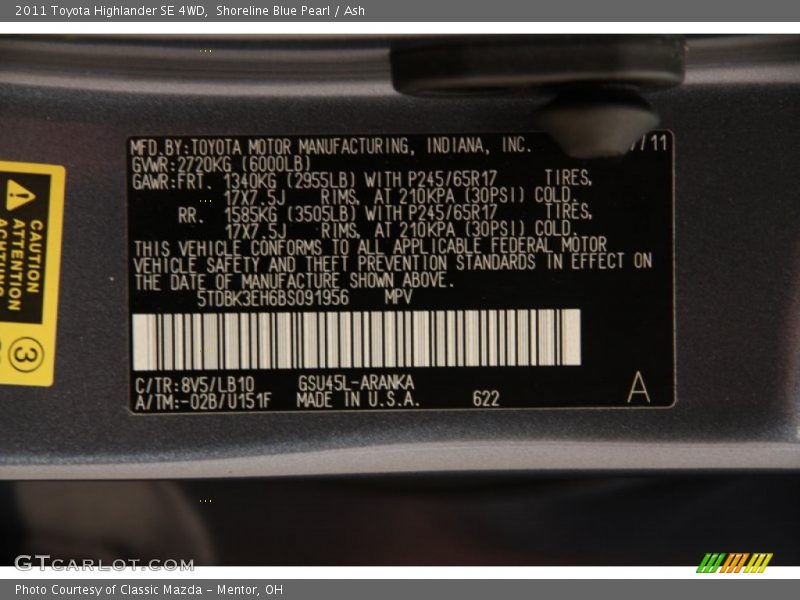 2011 Toyota Highlander SE 4WD, Shoreline Blue Pearl / Ash
MFD.BY:TOYOTA MOTOR MANUFACTURING, INDIANA, INC. /11
GVWR:2720KG (6000LB)
GAWR:FRT. 1340KG (2955LB) WITH P245/65R17 TIRES,
17X7.5J RIMS, AT 210KPA (30PSI) COLD.
RR. 1585KG (3505LB) WITH P245/65R17 TIRES,
17X7.5J RIMS, AT 210KPA (30PSI) COLD.
THIS VEHICLE CONFORMS TO ALL APPLICABLE FEDERAL MOTOR
VEHICLE SAFETY AND THEFT PREVENTION STANDARDS IN EFFECT ON
THE DATE OF MANUFACTURE SHOWN ABOVE.
5TDBK3EH6BS091956 MPV
C/TR:8V5/LB10 GSU45L-ARANKA
A/TM:-02B/U151F MADE IN U.S.A. 622
A
CAUTION
ATTENTION
ACHTUNG
3
GTCARLOT.COM
Photo Courtesy of Classic Mazda - Mentor, OH